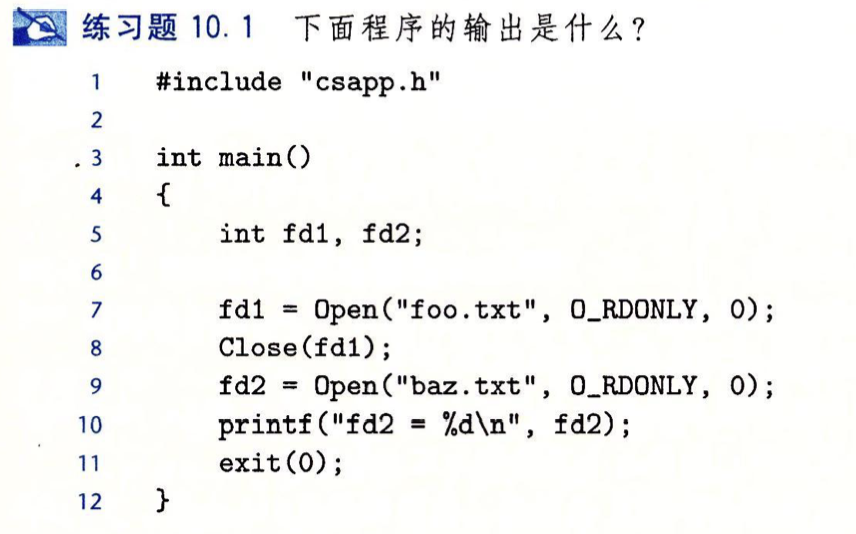 练习题 10.1 下面程序的输出是什么?
1 #include "csapp.h"
2
3 int main()
4 {
5 int fd1, fd2;
6
7 fd1 = Open("foo.txt", O_RDONLY, 0);
8 Close(fd1);
9 fd2 = Open("baz.txt", O_RDONLY, 0);
10 printf("fd2 = %d\n", fd2);
11 exit(0);
12 }